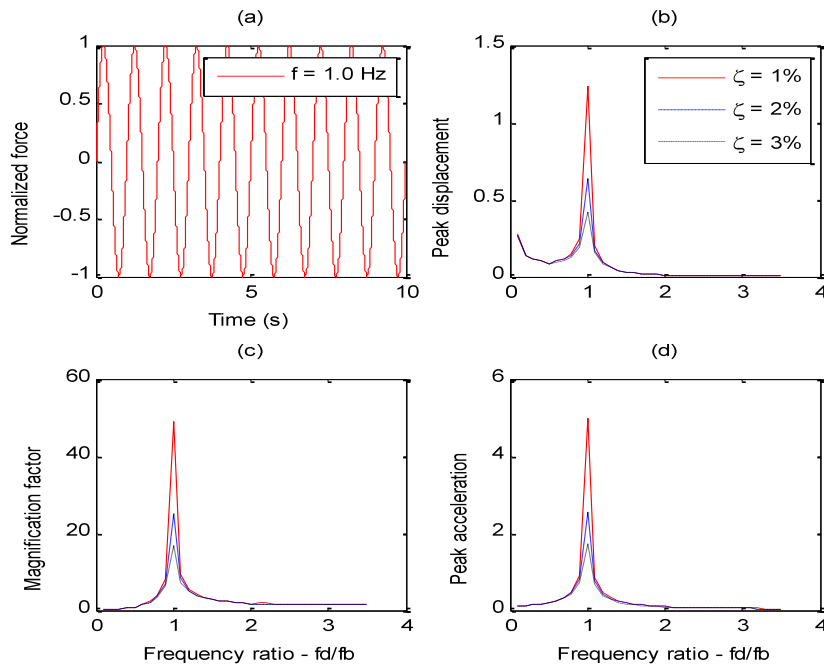 (a)
1
0.5
0
-0.5
-1
Normalized force
f = 1.0 Hz
0 5 10
Time (s)
(b)
1.5
1
0.5
0
Peak displacement
ζ = 1%
ζ = 2%
ζ = 3%
0 1 2 3 4
(c)
60
40
20
0
Magnification factor
0 1 2 3 4
Frequency ratio - fd/fb
(d)
6
4
2
0
Peak acceleration
0 1 2 3 4
Frequency ratio - fd/fb